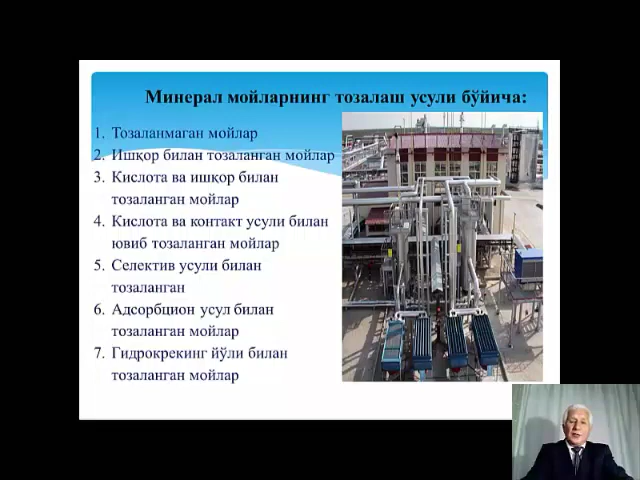 Минерал мойларнинг тозалаш усули бўйича:
1. Тозаланмаган мойлар
2. Ишқор билан тозаланган мойлар
3. Кислота ва ишқор билан
тозаланган мойлар
4. Кислота ва контакт усули билан
ювиб тозаланган мойлар
5. Селектив усули билан
тозаланган
6. Адсорбцион усул билан
тозаланган мойлар
7. Гидрокрекинг йўли билан
тозаланган мойлар